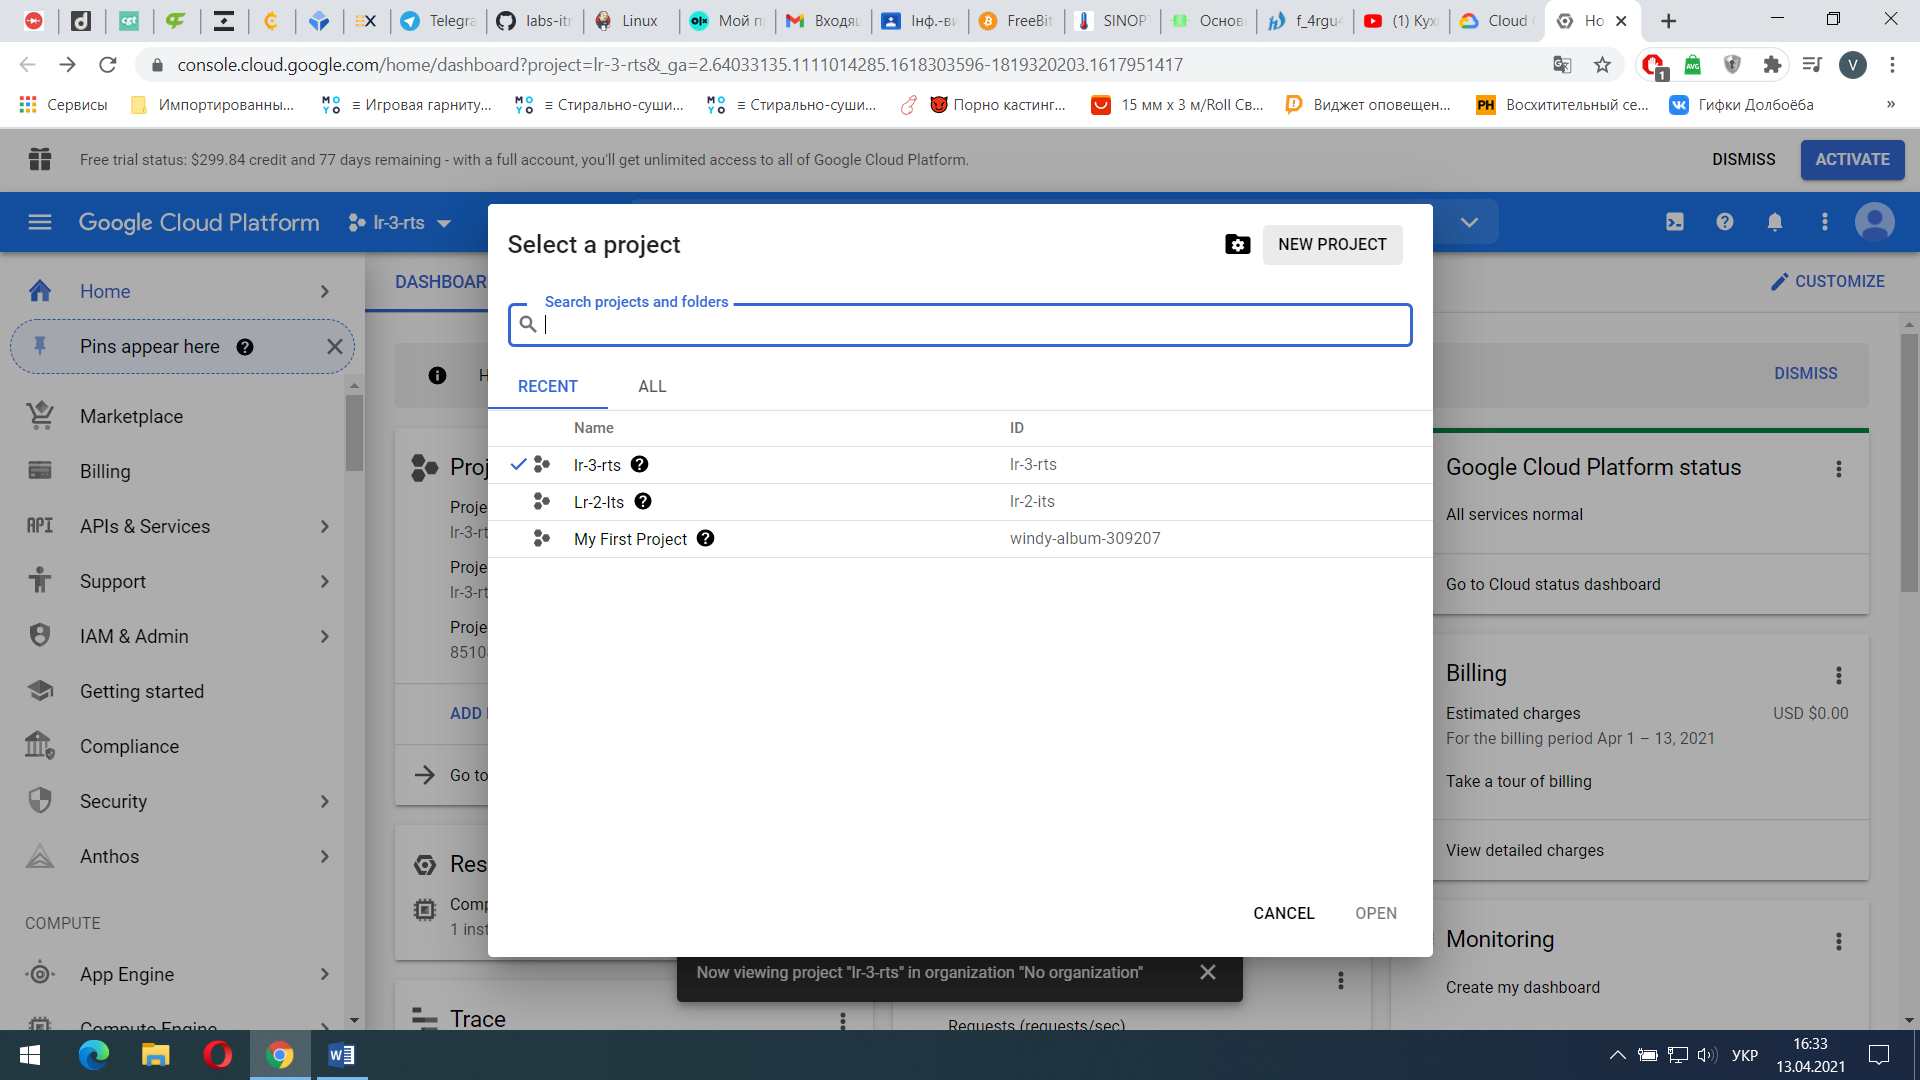 Telegra
labs-itr
Linux
Мой п
Входящ
Інф.-ви
FreeBit
SINOPT
Основ
f_4rgu4
(1) Кух
Cloud
Ho
console.cloud.google.com/home/dashboard?project=lr-3-rts&_ga=2.64033135.1111014285.1618303596-1819320203.1617951417
1
AVG
V
Сервисы
Импортированны...
≡ Игровая гарниту...
≡ Стирально-суши...
≡ Стирально-суши...
Порно кастинг...
15 мм x 3 м/Roll Св...
Виджет оповещен...
PH
Восхитительный се...
Гифки Долбоёба
»
Free trial status: $299.84 credit and 77 days remaining - with a full account, you'll get unlimited access to all of Google Cloud Platform.
DISMISS
ACTIVATE
Google Cloud Platform
lr-3-rts
Select a project
NEW PROJECT
Search projects and folders
RECENT
ALL
Name
ID
lr-3-rts
lr-3-rts
Lr-2-Its
lr-2-its
My First Project
windy-album-309207
CANCEL
OPEN
Home
Pins appear here
Marketplace
Billing
API
APIs & Services
Support
IAM & Admin
Getting started
Compliance
Security
Anthos
COMPUTE
App Engine
Compute Engine
DASHBOAR
CUSTOMIZE
H
DISMISS
Proj
Proje
lr-3-rt
Proje
lr-3-rt
Proje
8510
ADD
Go to
Res
Comp
1 inst
Trace
Requests (requests/sec)
Google Cloud Platform status
All services normal
Go to Cloud status dashboard
Billing
Estimated charges
USD $0.00
For the billing period Apr 1 – 13, 2021
Take a tour of billing
View detailed charges
Monitoring
Create my dashboard
Now viewing project "lr-3-rts" in organization "No organization"
УКР
16:33
13.04.2021